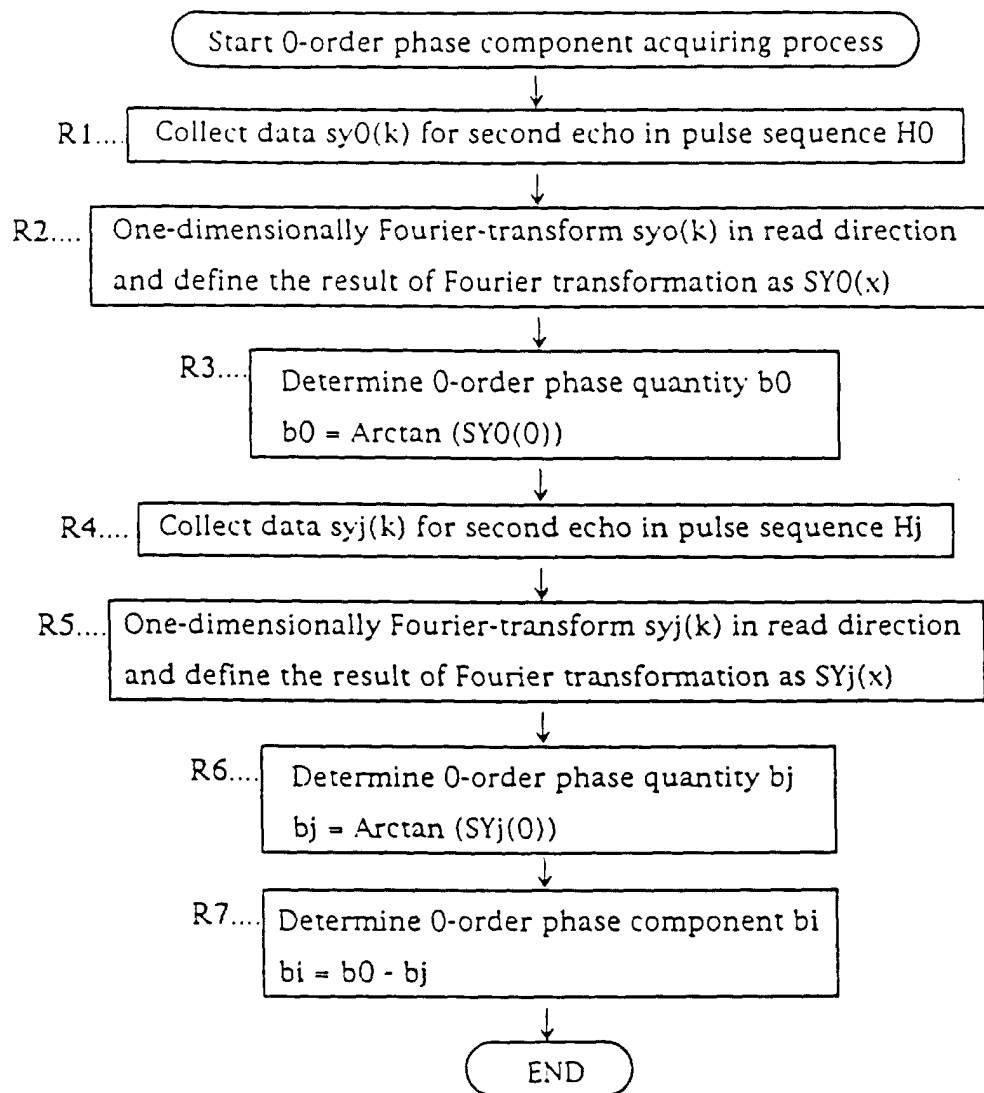 Start 0-order phase component acquiring process
R1.... Collect data sy0(k) for second echo in pulse sequence H0
R2.... One-dimensionally Fourier-transform syo(k) in read direction
and define the result of Fourier transformation as SY0(x)
R3.... Determine 0-order phase quantity b0
b0 = Arctan (SY0(0))
R4.... Collect data syj(k) for second echo in pulse sequence Hj
R5.... One-dimensionally Fourier-transform syj(k) in read direction
and define the result of Fourier transformation as SYj(x)
R6.... Determine 0-order phase quantity bj
bj = Arctan (SYj(0))
R7.... Determine 0-order phase component bi
bi = b0 - bj
END